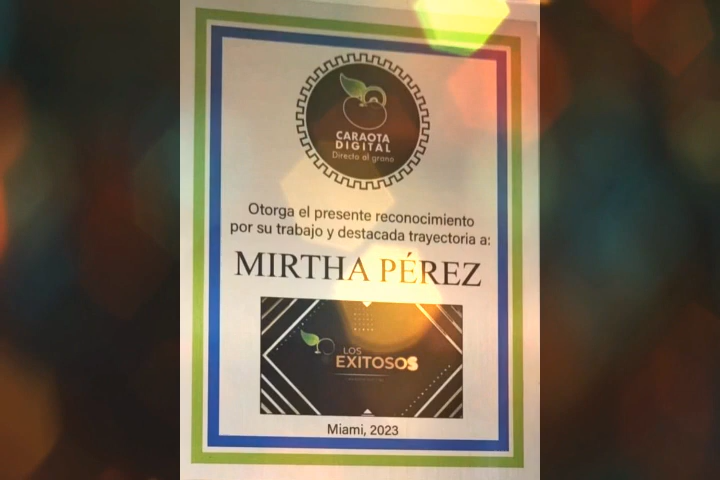 CARAOTA
DIGITAL
Directo al grano
Otorga el presente reconocimiento
por su trabajo y destacada trayectoria a:
MIRTHA PÉREZ
LOS
EXITOSOS
Miami, 2023